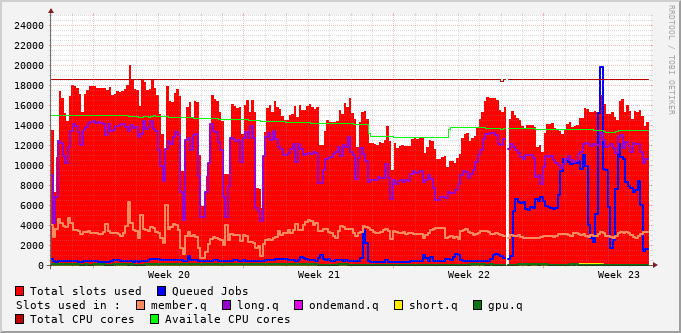 24000
22000
20000
18000
16000
14000
12000
10000
8000
6000
4000
2000
0
Week 20 Week 21 Week 22 Week 23
RRDTOOL / TOBI OETIKER
Total slots used Queued Jobs
Slots used in : member.q long.q ondemand.q short.q gpu.q
Total CPU cores Availale CPU cores